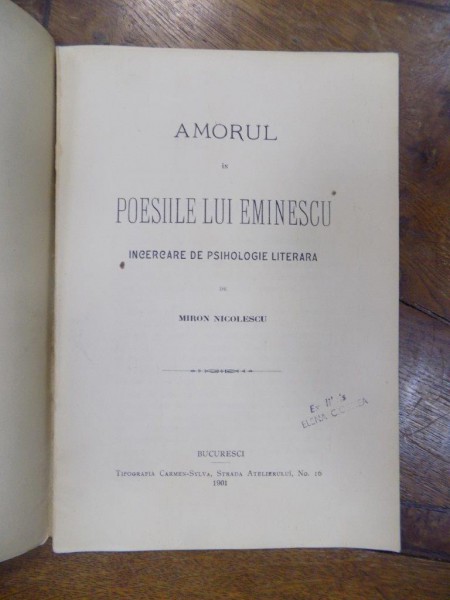 AMORUL
in
POESIILE LUI EMINESCU
INCERCARE DE PSIHOLOGIE LITERARA
DE
MIRON NICOLESCU
BUCURESCI
TIPOGRAFIA CARMEN-SYLVA, STRADA ATELIERULUI, No. 16
1901